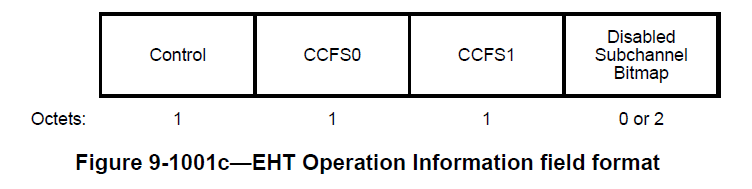 Control
CCFS0
CCFS1
Disabled
Subchannel
Bitmap
Octets: 1 1 1 0 or 2
Figure 9-1001c—EHT Operation Information field format